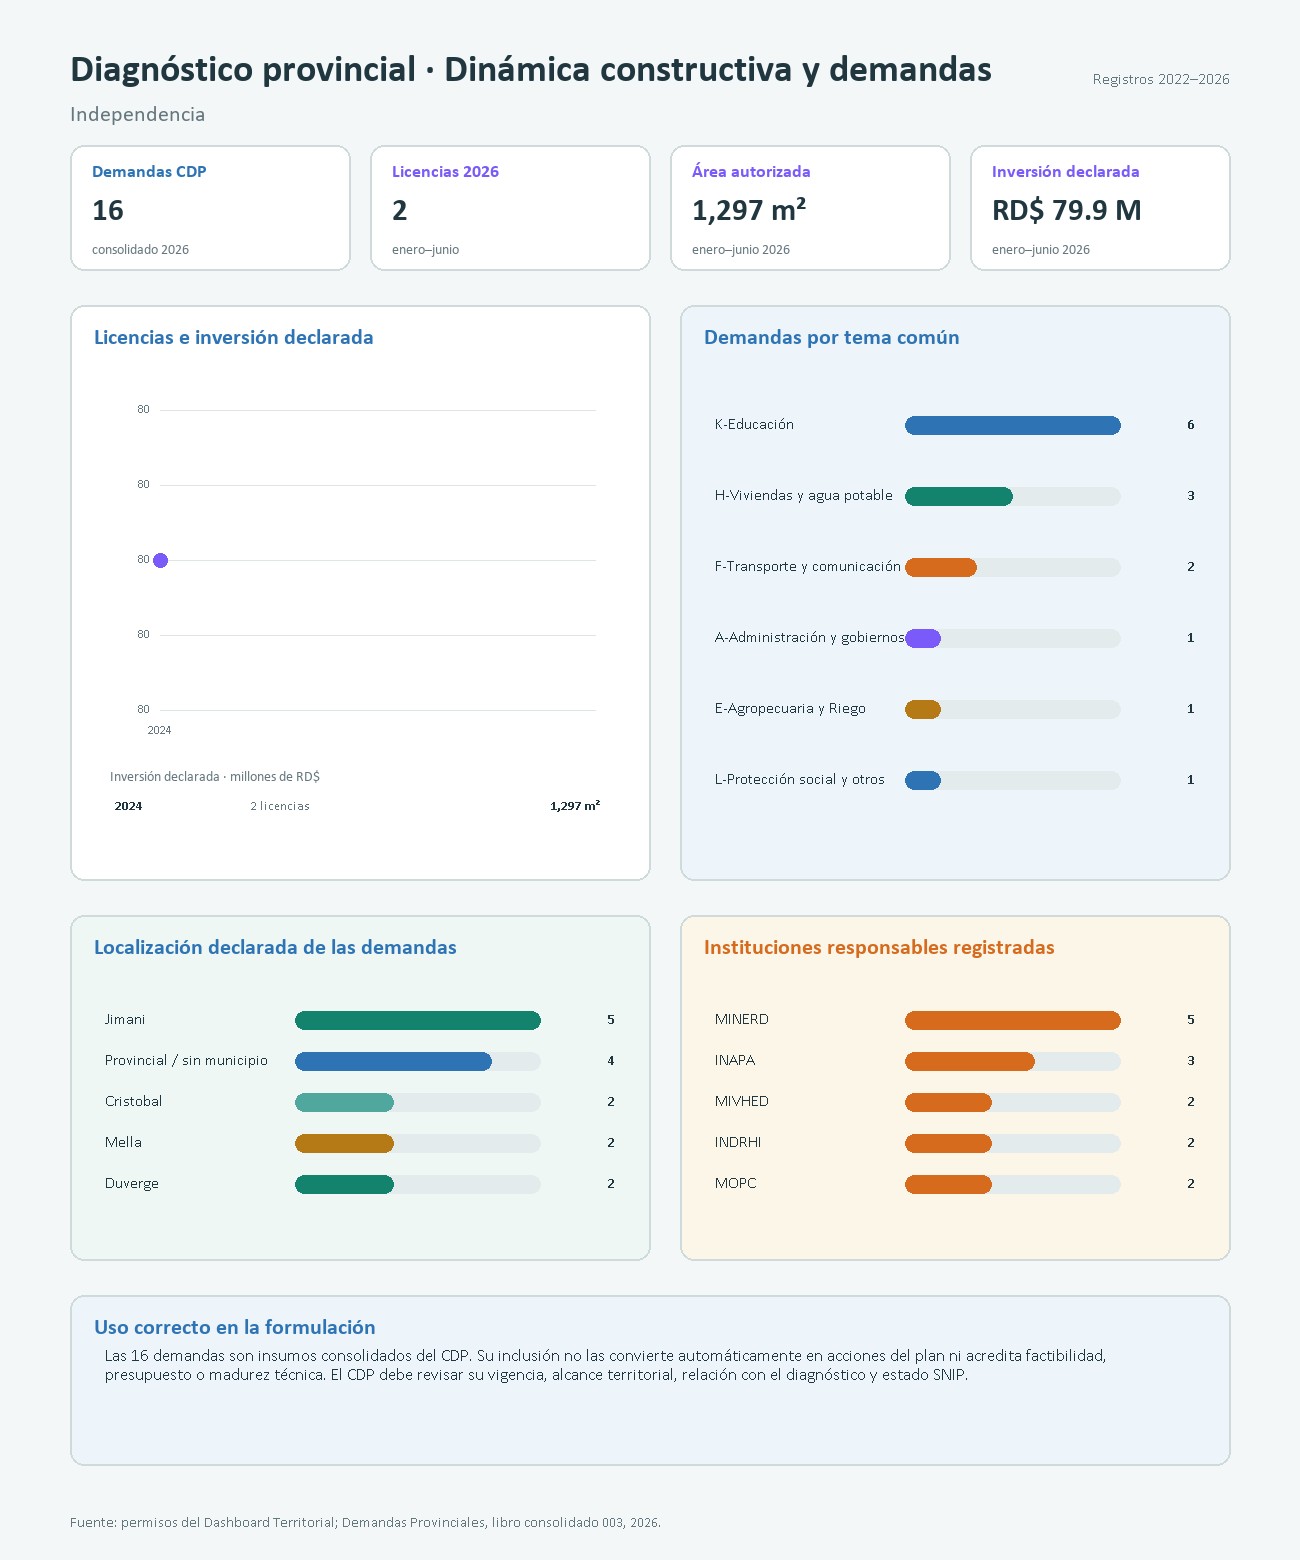 Diagnóstico provincial · Dinámica constructiva y demandas
Registros 2022–2026
Independencia
Demandas CDP
16
consolidado 2026
Licencias 2026
2
enero–junio
Área autorizada
1,297 m²
enero–junio 2026
Inversión declarada
RD$ 79.9 M
enero–junio 2026
Licencias e inversión declarada
80
80
80
80
80
2024
Inversión declarada · millones de RD$
2024 2 licencias 1,297 m²
Demandas por tema común
K-Educación 6
H-Viviendas y agua potable 3
F-Transporte y comunicación 2
A-Administración y gobiernos 1
E-Agropecuaria y Riego 1
L-Protección social y otros 1
Localización declarada de las demandas
Jimani 5
Provincial / sin municipio 4
Cristobal 2
Mella 2
Duverge 2
Instituciones responsables registradas
MINERD 5
INAPA 3
MIVHED 2
INDRHI 2
MOPC 2
Uso correcto en la formulación
Las 16 demandas son insumos consolidados del CDP. Su inclusión no las convierte automáticamente en acciones del plan ni acredita factibilidad,
presupuesto o madurez técnica. El CDP debe revisar su vigencia, alcance territorial, relación con el diagnóstico y estado SNIP.
Fuente: permisos del Dashboard Territorial; Demandas Provinciales, libro consolidado 003, 2026.